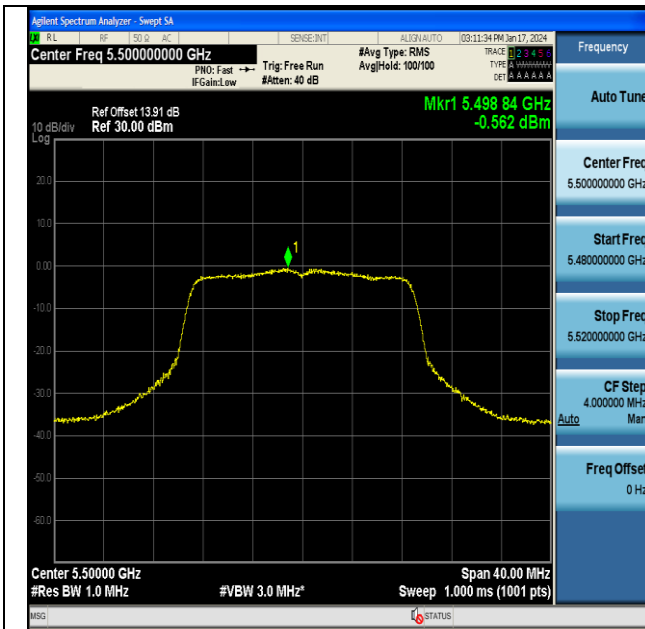 Agilent Spectrum Analyzer - Swept SA
RL RF 50 Ω AC SENSE:INT ALIGN AUTO 03:11:34 PM Jan 17, 2024
Center Freq 5.500000000 GHz
PNO: Fast
IFGain:Low
Trig: Free Run
#Atten: 40 dB
#Avg Type: RMS
Avg|Hold: 100/100
TRACE 1 2 3 4 5 6
TYPE A
DET A A A A A A
Mkr1 5.498 84 GHz
-0.562 dBm
Ref Offset 13.91 dB
10 dB/div Ref 30.00 dBm
Log
20.0
10.0
0.00
-10.0
-20.0
-30.0
-40.0
-50.0
-60.0
1
Center 5.50000 GHz Span 40.00 MHz
#Res BW 1.0 MHz #VBW 3.0 MHz* Sweep 1.000 ms (1001 pts)
MSG STATUS
Frequency
Auto Tune
Center Freq
5.500000000 GHz
Start Freq
5.480000000 GHz
Stop Freq
5.520000000 GHz
CF Step
4.000000 MHz
Auto Man
Freq Offset
0 Hz